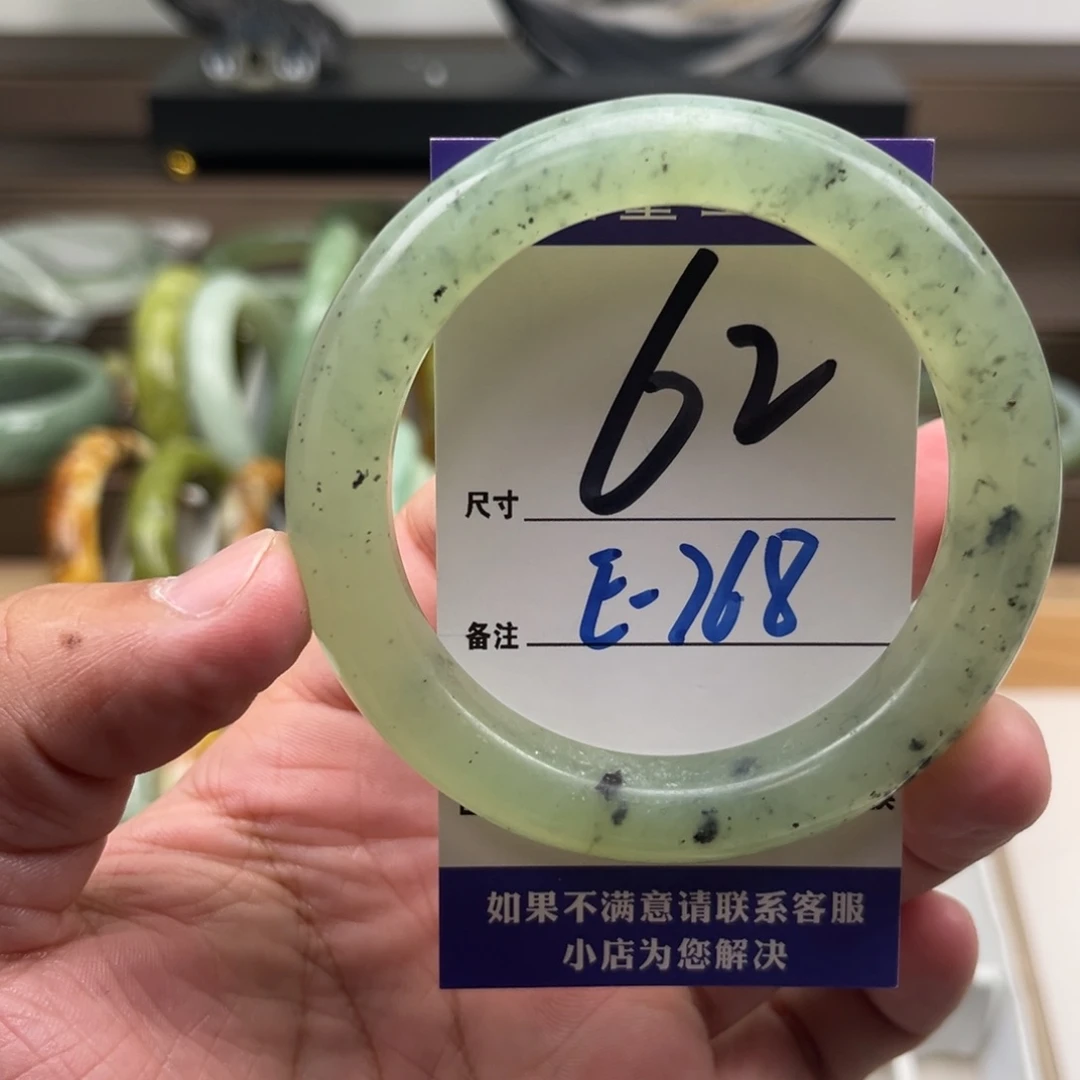 62
尺寸
E-268
备注
如果不满意请联系客服
小店为您解决